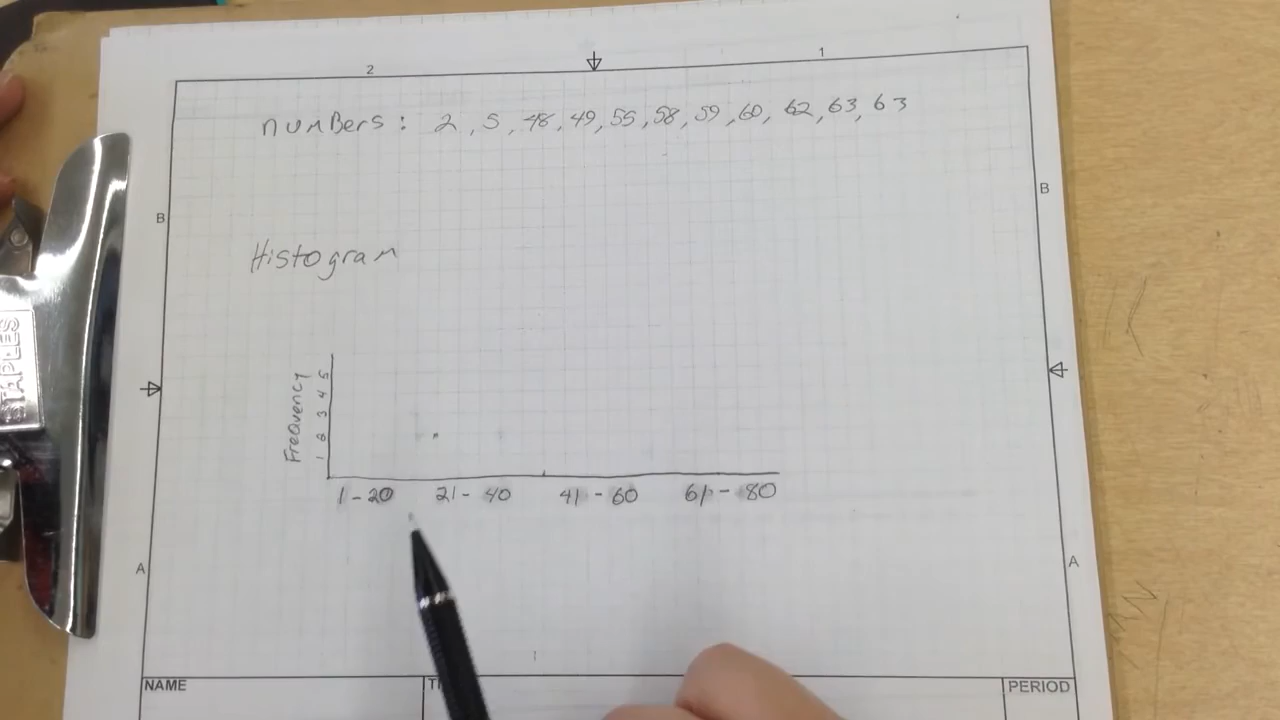 2 1
numBers: 2, 5, 48, 49, 55, 58, 59, 60, 62, 63, 63
B B
Histogram
STAPLES
Frequency
5
4
3
2
1
1-20 21-40 41-60 61-80
A A
NAME PERIOD